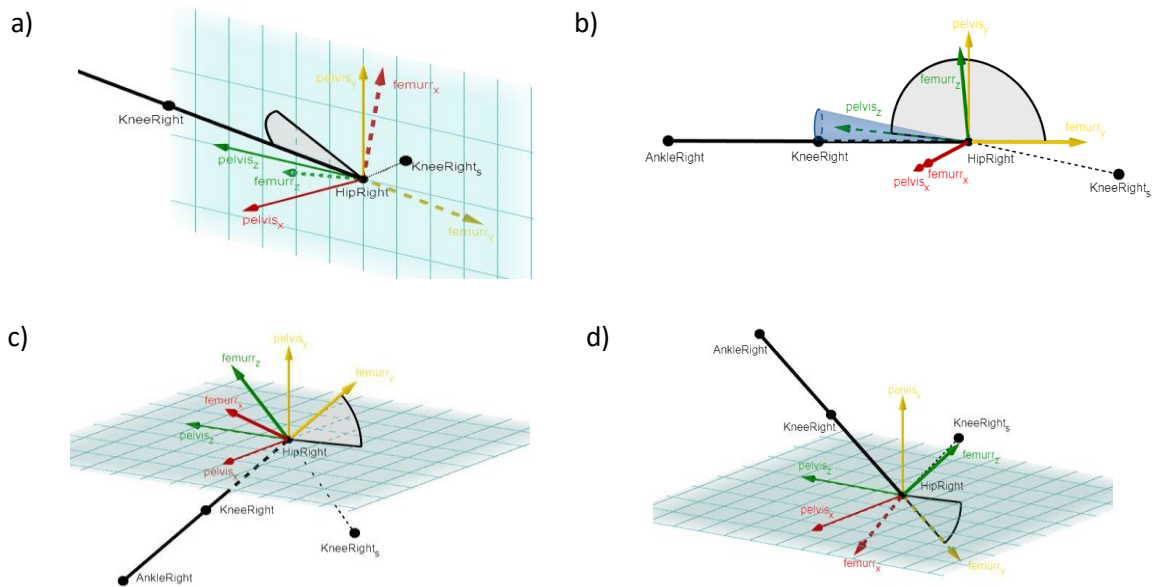 a)
pelvis_y
femurr_x
KneeRight
pelvis_z
KneeRight_s
femurr_z
HipRight
pelvis_x
femurr_y
b)
pelvis_y
femurr_z
pelvis_z
femurr_y
AnkleRight
KneeRight
HipRight
femurr_x
pelvis_x
KneeRight_s
c)
pelvis_y
femurr_z
femurr_y
femurr_x
pelvis_z
HipRight
pelvis_x
KneeRight
KneeRight_s
AnkleRight
d)
AnkleRight
pelvis_y
KneeRight
KneeRight_s
femurr_z
pelvis_z
HipRight
pelvis_x
femurr_x
femurr_y